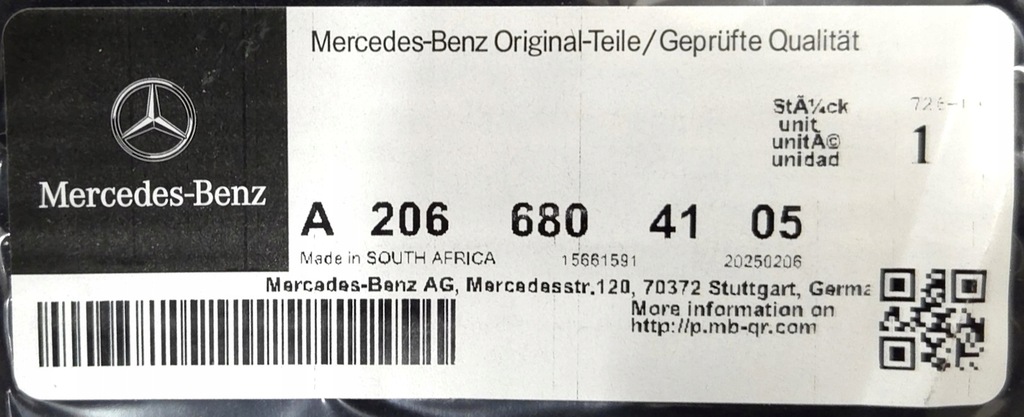 Mercedes-Benz Original-Teile/Geprüfte Qualität
Mercedes-Benz
StÃ¼ck
unit
unitÃ©
unidad
1
A 206 680 41 05
Made in SOUTH AFRICA 15661591 20250206
Mercedes-Benz AG, Mercedesstr.120, 70372 Stuttgart, Germa
More information on
http://p.mb-qr.com